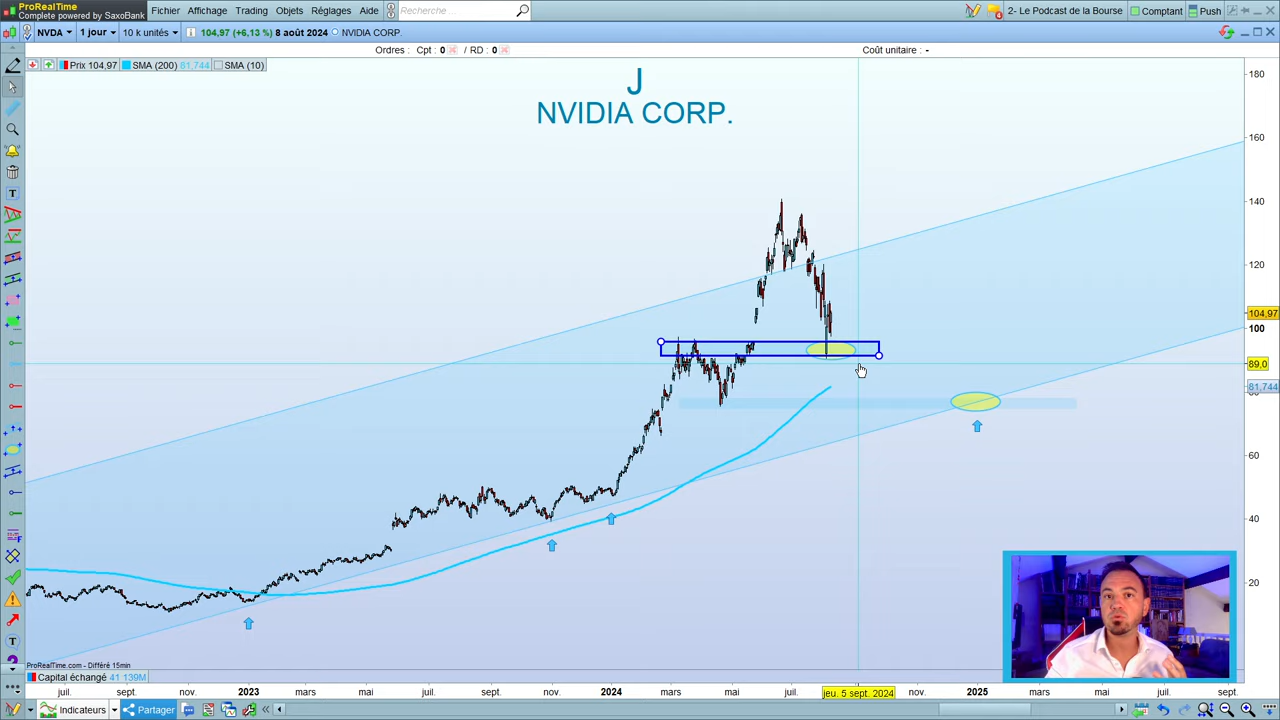 ProRealTime
Complete powered by SaxoBank
Fichier Affichage Trading Objets Réglages Aide Recherche 2- Le Podcast de la Bourse Comptant Push
NVDA 1 jour 10 k unités 104,97 (+6,13 %) 8 août 2024 NVIDIA CORP.
Ordres : Cpt : 0 / RD : 0 Coût unitaire : -
Prix 104,97 SMA (200) 81,744 SMA (10)
J
NVIDIA CORP.
180
160
140
120
104,97
100
89,0
81,744
60
40
20
ProRealTime.com - Différé 15min
Capital échangé 41 139M
juil. sept. nov. 2023 mars mai juil. sept. nov. 2024 mars mai juil. jeu. 5 sept. 2024 nov. 2025 mars mai juil. sept.
Indicateurs Partager